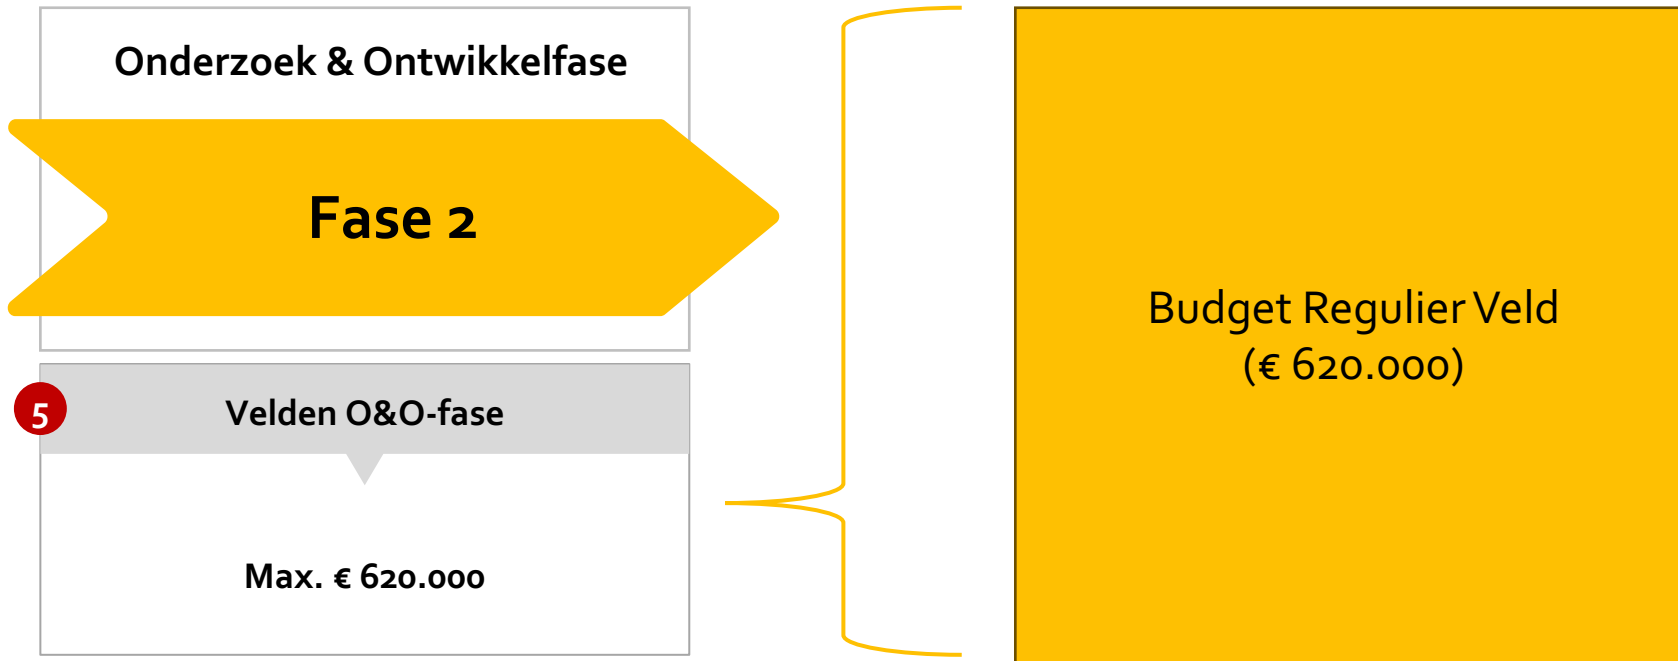 Onderzoek & Ontwikkelfase
Fase 2
5
Velden O&O-fase
Max. € 620.000
Budget Regulier Veld
(€ 620.000)